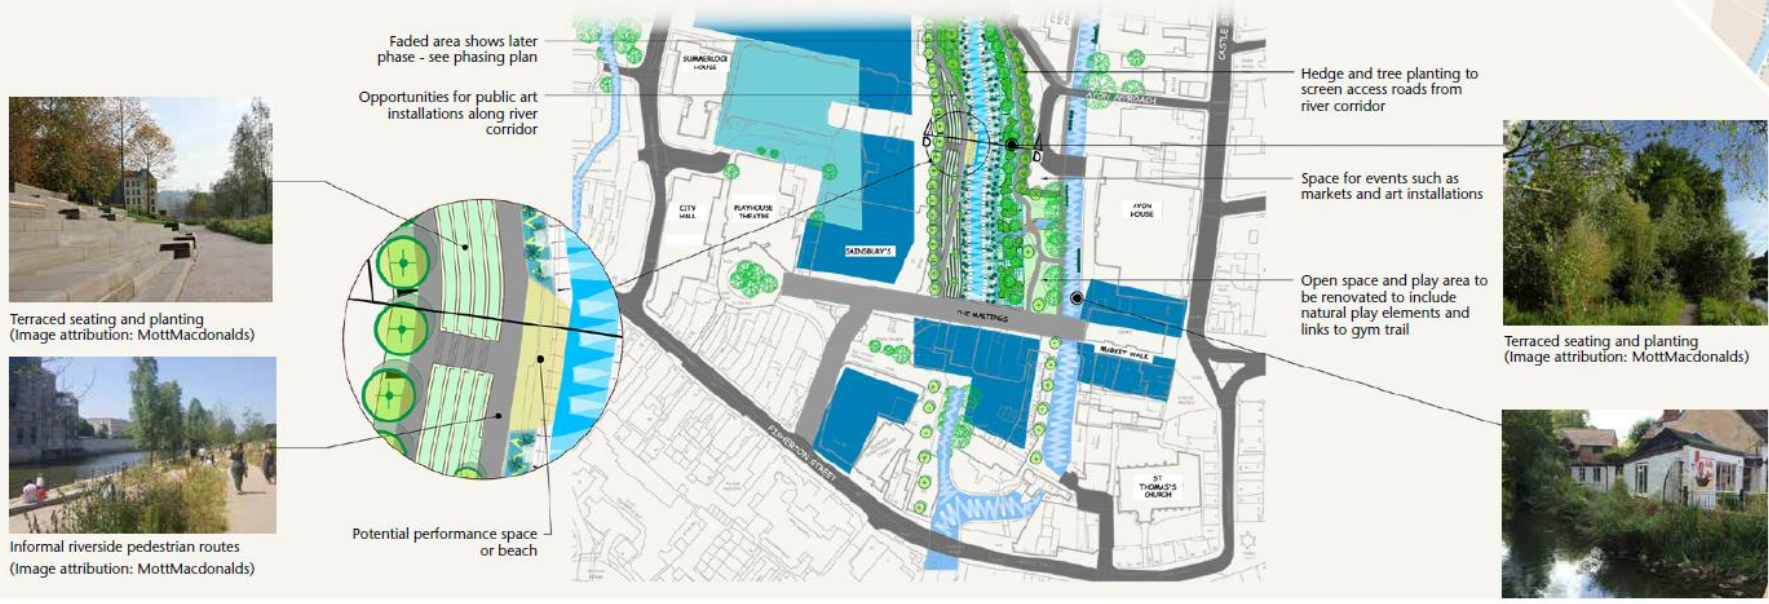 Faded area shows later
phase - see phasing plan
Opportunities for public art
installations along river
corridor
Terraced seating and planting
(Image attribution: MottMacdonalds)
Informal riverside pedestrian routes
(Image attribution: MottMacdonalds)
Potential performance space
or beach
SUMMERLOCK
HOUSE
CITY
HALL
PLAYHOUSE
THEATRE
SAINSBURY'S
D
D
THE MALTINGS
MARKET WALK
FISHERTON STREET
ST
THOMAS'S
CHURCH
AVON
HOUSE
AVON APPROACH
CASTLE
Hedge and tree planting to
screen access roads from
river corridor
Space for events such as
markets and art installations
Open space and play area to
be renovated to include
natural play elements and
links to gym trail
Terraced seating and planting
(Image attribution: MottMacdonalds)